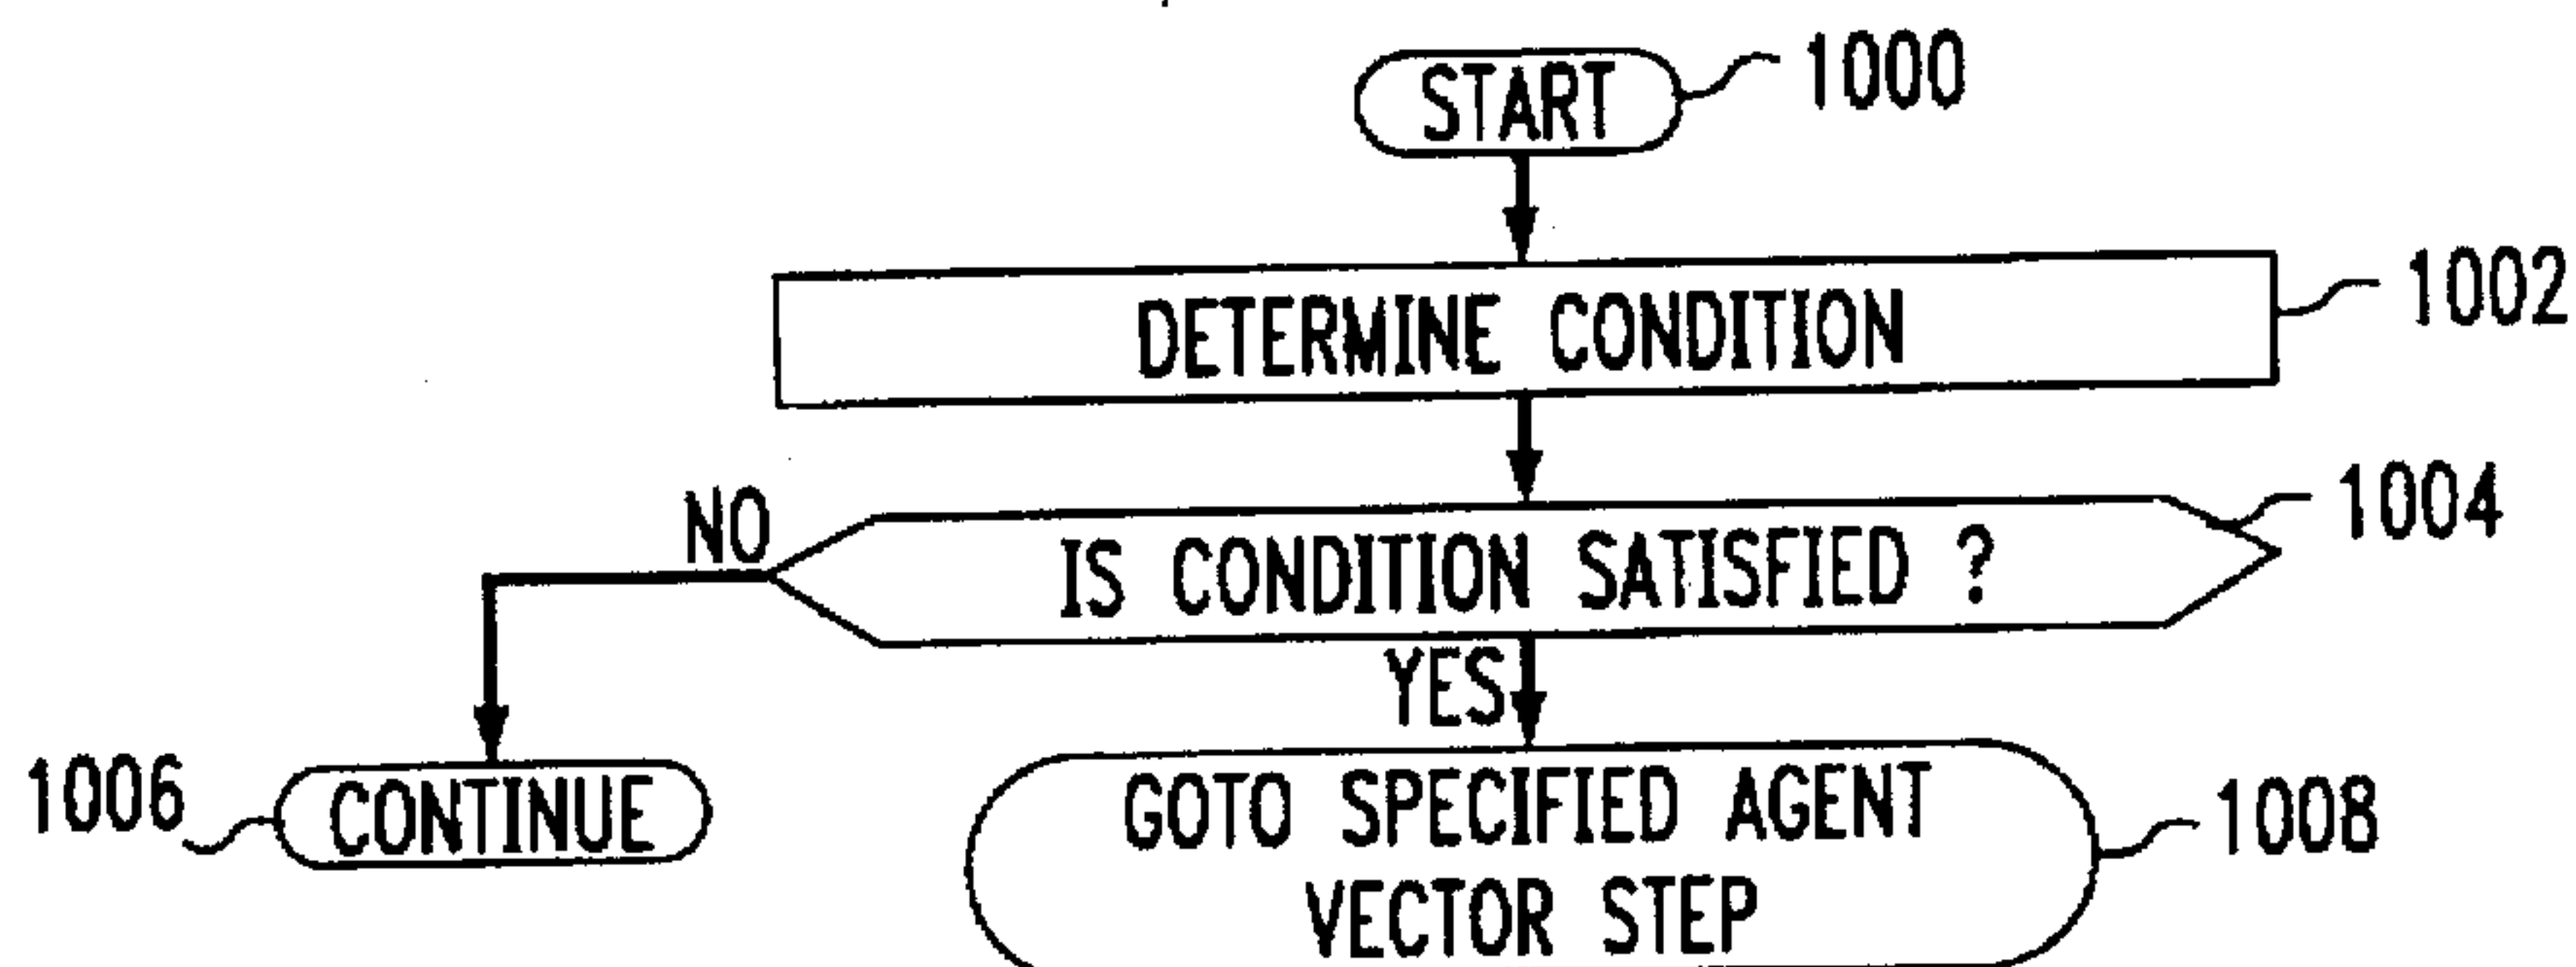 START
1000
DETERMINE CONDITION
1002
NO
IS CONDITION SATISFIED ?
1004
YES
1006
CONTINUE
GOTO SPECIFIED AGENT
VECTOR STEP
1008